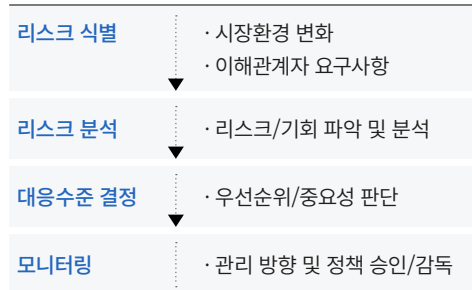 리스크 식별
· 시장환경 변화
· 이해관계자 요구사항
리스크 분석
· 리스크/기회 파악 및 분석
대응수준 결정
· 우선순위/중요성 판단
모니터링
· 관리 방향 및 정책 승인/감독